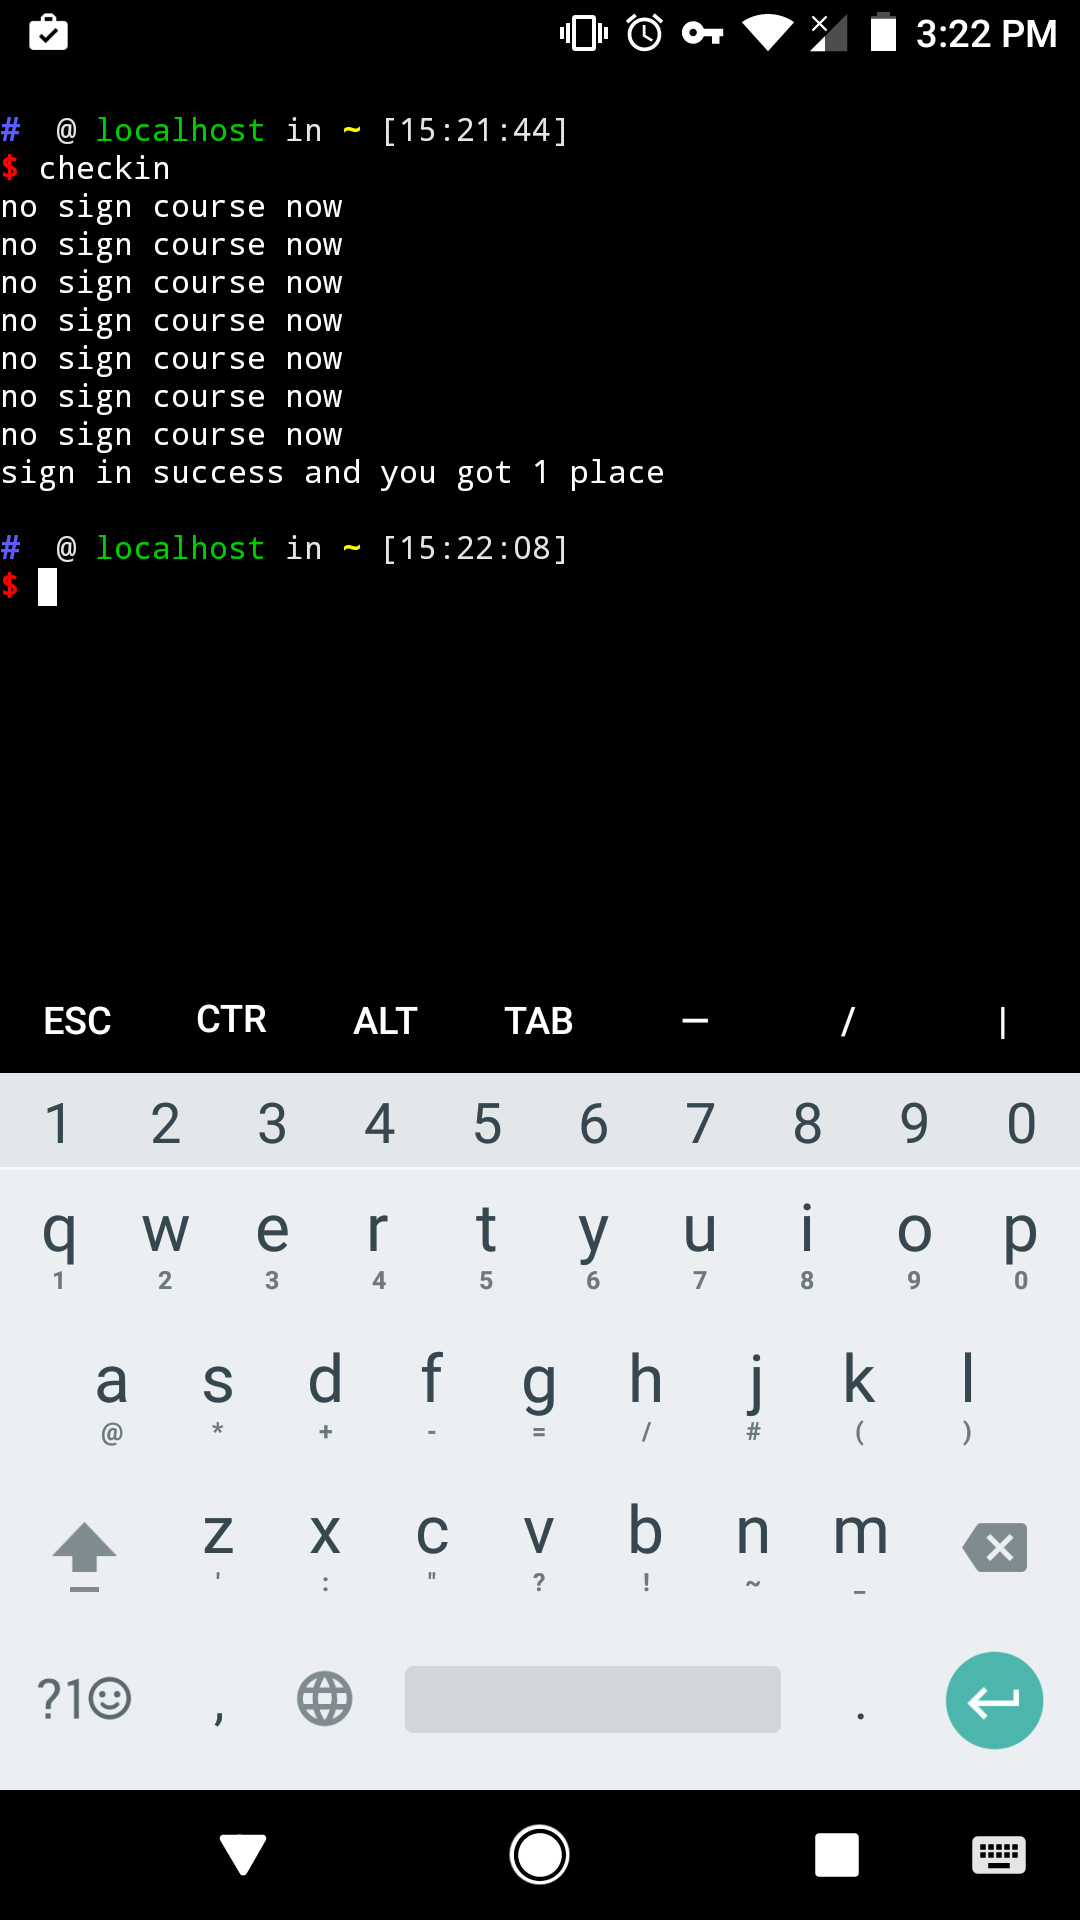 3:22 PM
# @ localhost in ~ [15:21:44]
$ checkin
no sign course now
no sign course now
no sign course now
no sign course now
no sign course now
no sign course now
no sign course now
sign in success and you got 1 place
# @ localhost in ~ [15:22:08]
$
ESC CTR ALT TAB — / |
1 2 3 4 5 6 7 8 9 0
q w e r t y u i o p
1 2 3 4 5 6 7 8 9 0
a s d f g h j k l
@ * + - = / # ( )
z x c v b n m
' : " ? ! ~ _
?1☺ , .